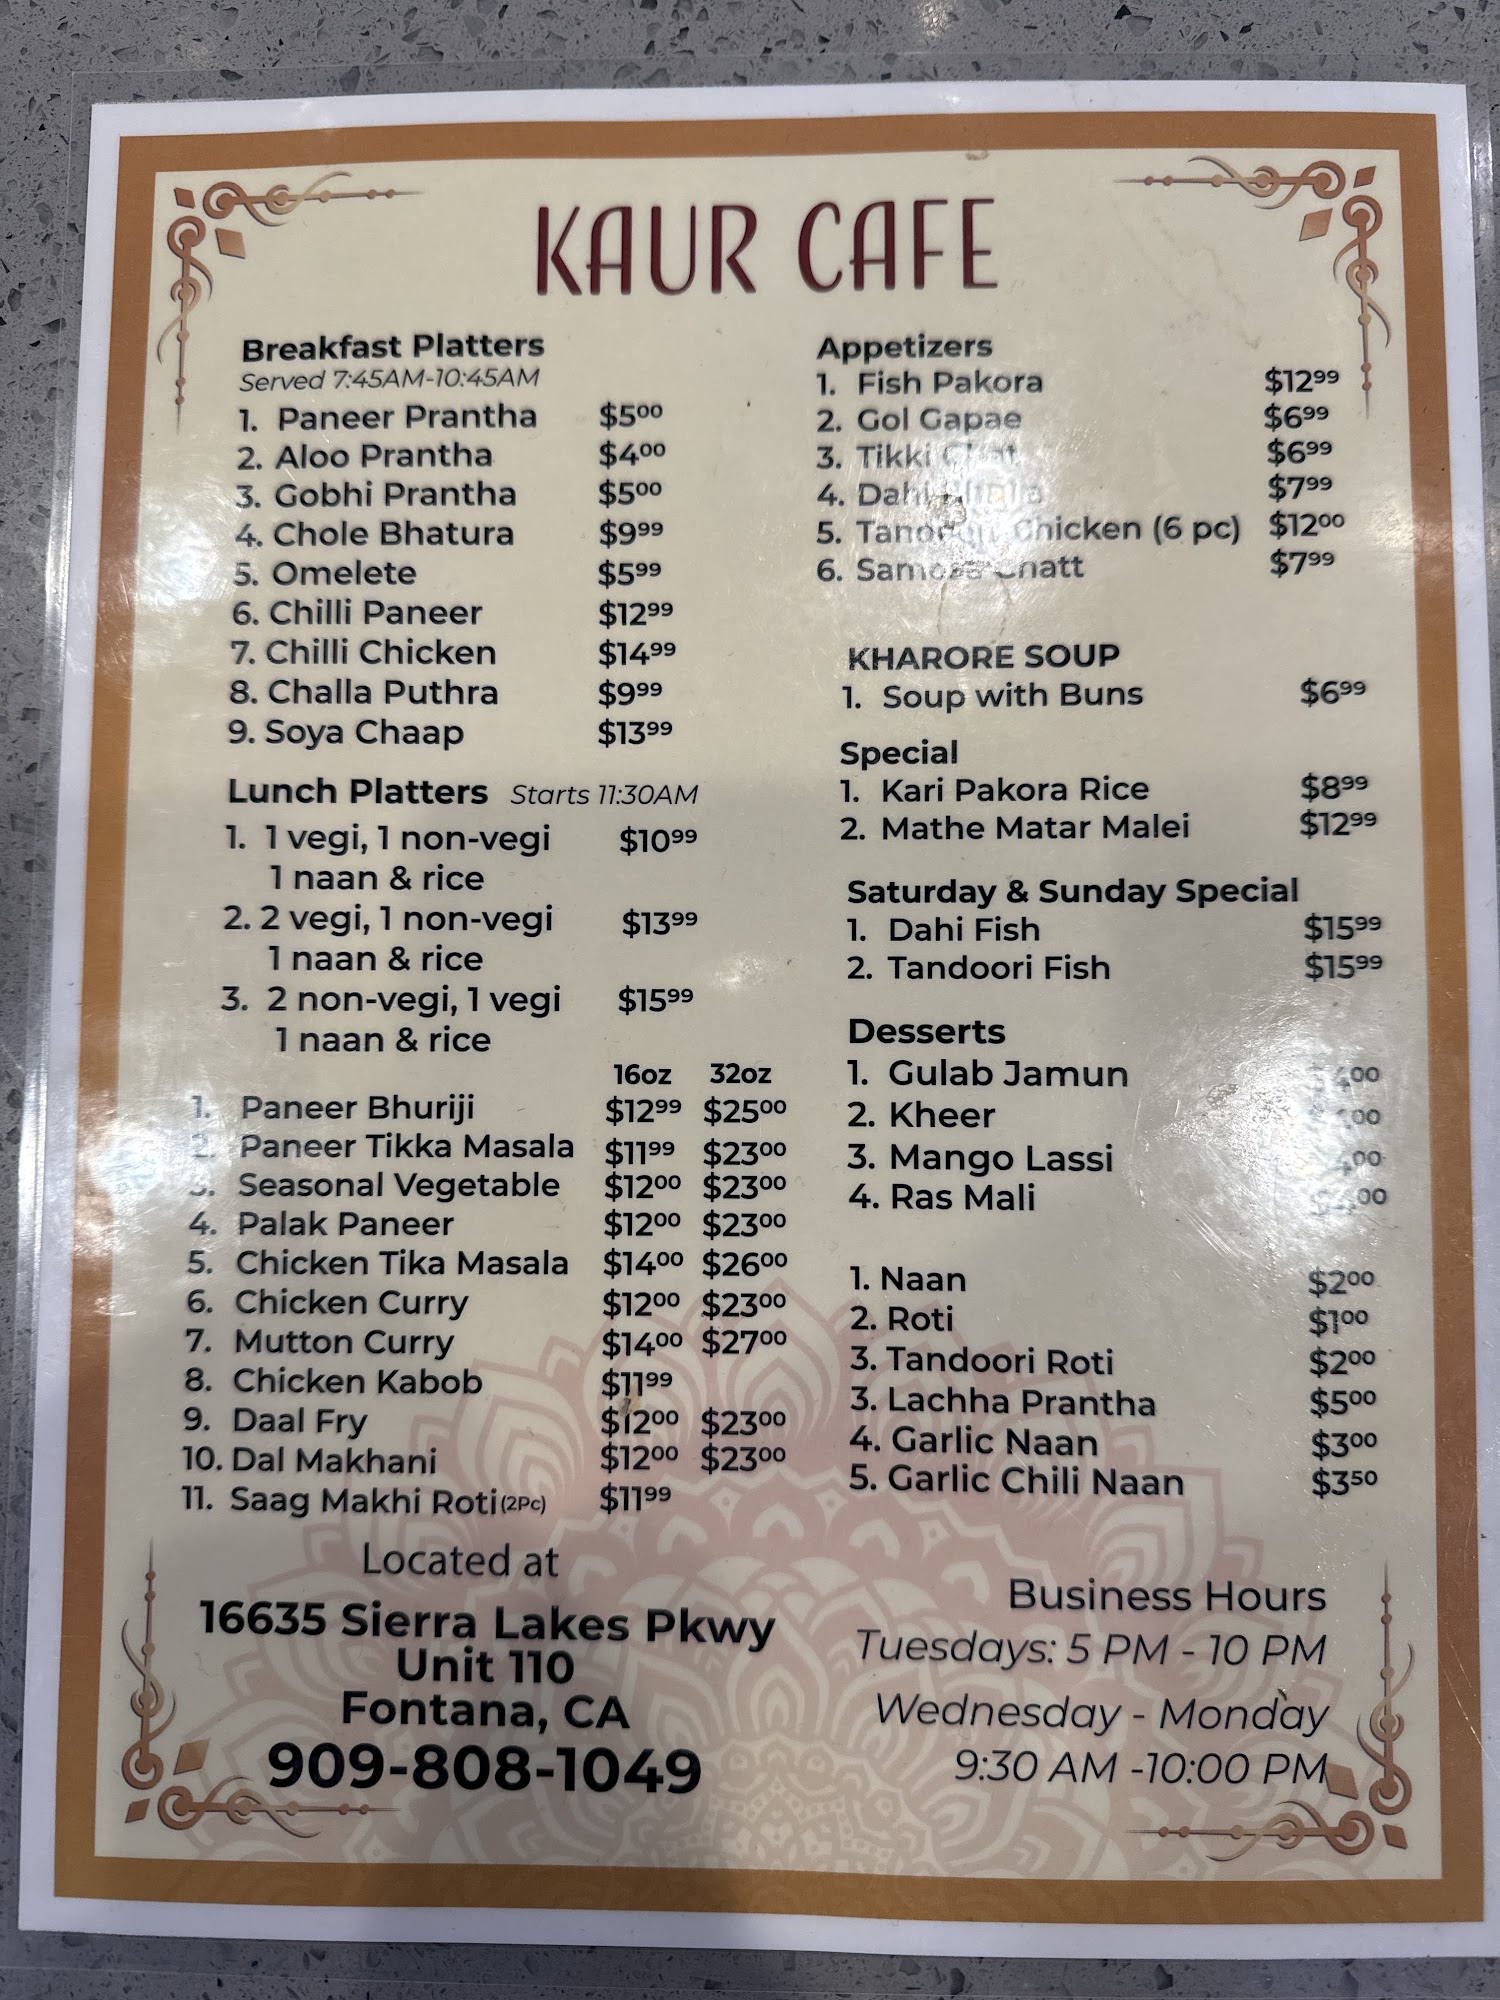 KAUR CAFE
Breakfast Platters
Served 7:45AM-10:45AM
1. Paneer Prantha $5.00
2. Aloo Prantha $4.00
3. Gobhi Prantha $5.00
4. Chole Bhatura $9.99
5. Omelete $5.99
6. Chilli Paneer $12.99
7. Chilli Chicken $14.99
8. Challa Puthra $9.99
9. Soya Chaap $13.99
Lunch Platters Starts 11:30AM
1. 1 vegi, 1 non-vegi $10.99
1 naan & rice
2. 2 vegi, 1 non-vegi $13.99
1 naan & rice
3. 2 non-vegi, 1 vegi $15.99
1 naan & rice
16oz 32oz
1. Paneer Bhuriji $12.99 $25.00
2. Paneer Tikka Masala $11.99 $23.00
3. Seasonal Vegetable $12.00 $23.00
4. Palak Paneer $12.00 $23.00
5. Chicken Tika Masala $14.00 $26.00
6. Chicken Curry $12.00 $23.00
7. Mutton Curry $14.00 $27.00
8. Chicken Kabob $11.99
9. Daal Fry $12.00 $23.00
10. Dal Makhani $12.00 $23.00
11. Saag Makhi Roti (2Pc) $11.99
Located at
16635 Sierra Lakes Pkwy
Unit 110
Fontana, CA
909-808-1049
Appetizers
1. Fish Pakora $12.99
2. Gol Gapae $6.99
3. Tikki $6.99
4. Dahi $7.99
5. Chicken (6 pc) $12.00
6. Samosa Chatt $7.99
KHARORE SOUP
1. Soup with Buns $6.99
Special
1. Kari Pakora Rice $8.99
2. Mathe Matar Malei $12.99
Saturday & Sunday Special
1. Dahi Fish $15.99
2. Tandoori Fish $15.99
Desserts
1. Gulab Jamun
2. Kheer
3. Mango Lassi
4. Ras Mali
1. Naan $2.00
2. Roti $1.00
3. Tandoori Roti $2.00
3. Lachha Prantha $5.00
4. Garlic Naan $3.00
5. Garlic Chili Naan $3.50
Business Hours
Tuesdays: 5 PM - 10 PM
Wednesday - Monday
9:30 AM -10:00 PM